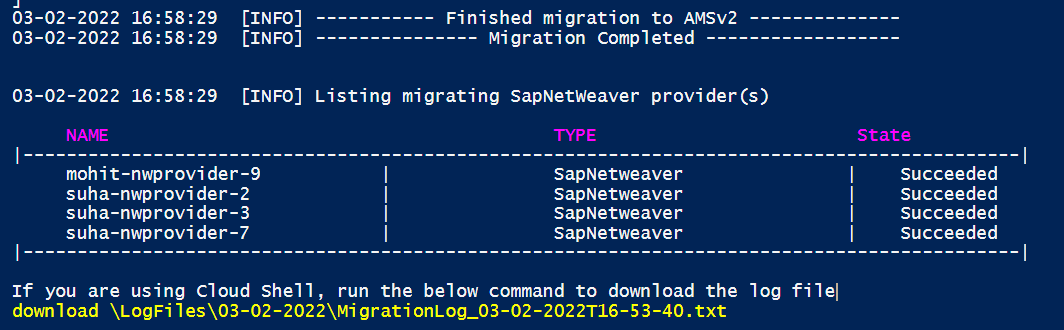 ]
03-02-2022 16:58:29 [INFO] ----------- Finished migration to AMSv2 --------------
03-02-2022 16:58:29 [INFO] --------------- Migration Completed ------------------
03-02-2022 16:58:29 [INFO] Listing migrating SapNetWeaver provider(s)
NAME TYPE State
|--------------------------------------------------------------------------------------------|
mohit-nwprovider-9 | SapNetweaver | Succeeded
suha-nwprovider-2 | SapNetweaver | Succeeded
suha-nwprovider-3 | SapNetweaver | Succeeded
suha-nwprovider-7 | SapNetweaver | Succeeded
|--------------------------------------------------------------------------------------------|
If you are using Cloud Shell, run the below command to download the log file
download \LogFiles\03-02-2022\MigrationLog_03-02-2022T16-53-40.txt